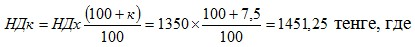 НДк = НДх (100 + к)/100 = 1350 × (100 + 7,5)/100 = 1451,25 тенге, где